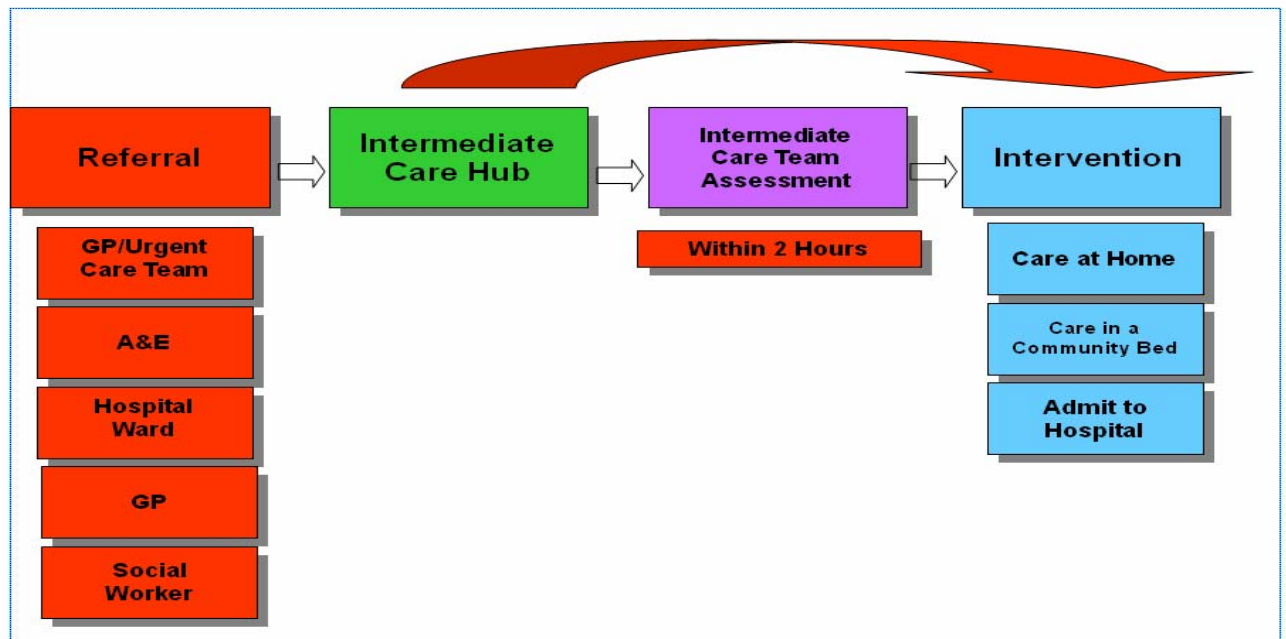 Referral
Intermediate
Care Hub
Intermediate
Care Team
Assessment
Intervention
GP/Urgent
Care Team
A&E
Hospital
Ward
GP
Social
Worker
Within 2 Hours
Care at Home
Care in a
Community Bed
Admit to
Hospital